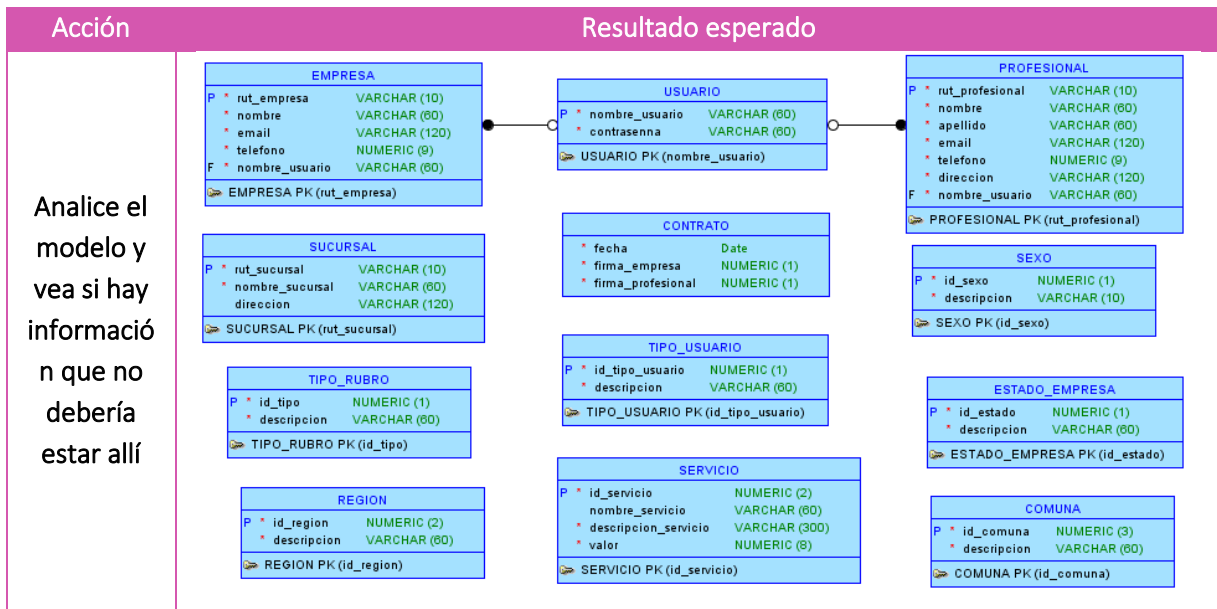 Acción
Resultado esperado
Analice el
modelo y
vea si hay
informació
n que no
debería
estar allí
EMPRESA
P * rut_empresa VARCHAR (10)
* nombre VARCHAR (60)
* email VARCHAR (120)
* telefono NUMERIC (9)
F * nombre_usuario VARCHAR (60)
EMPRESA PK (rut_empresa)
USUARIO
P * nombre_usuario VARCHAR (60)
* contrasenna VARCHAR (60)
USUARIO PK (nombre_usuario)
PROFESIONAL
P * rut_profesional VARCHAR (10)
* nombre VARCHAR (60)
* apellido VARCHAR (60)
* email VARCHAR (120)
* telefono NUMERIC (9)
* direccion VARCHAR (120)
F * nombre_usuario VARCHAR (60)
PROFESIONAL PK (rut_profesional)
SUCURSAL
P * rut_sucursal VARCHAR (10)
* nombre_sucursal VARCHAR (60)
direccion VARCHAR (120)
SUCURSAL PK (rut_sucursal)
CONTRATO
* fecha Date
* firma_empresa NUMERIC (1)
* firma_profesional NUMERIC (1)
SEXO
P * id_sexo NUMERIC (1)
* descripcion VARCHAR (10)
SEXO PK (id_sexo)
TIPO_RUBRO
P * id_tipo NUMERIC (1)
* descripcion VARCHAR (60)
TIPO_RUBRO PK (id_tipo)
TIPO_USUARIO
P * id_tipo_usuario NUMERIC (1)
* descripcion VARCHAR (60)
TIPO_USUARIO PK (id_tipo_usuario)
ESTADO_EMPRESA
P * id_estado NUMERIC (1)
* descripcion VARCHAR (60)
ESTADO_EMPRESA PK (id_estado)
REGION
P * id_region NUMERIC (2)
* descripcion VARCHAR (60)
REGION PK (id_region)
SERVICIO
P * id_servicio NUMERIC (2)
nombre_servicio VARCHAR (60)
* descripcion_servicio VARCHAR (300)
* valor NUMERIC (8)
SERVICIO PK (id_servicio)
COMUNA
P * id_comuna NUMERIC (3)
* descripcion VARCHAR (60)
COMUNA PK (id_comuna)